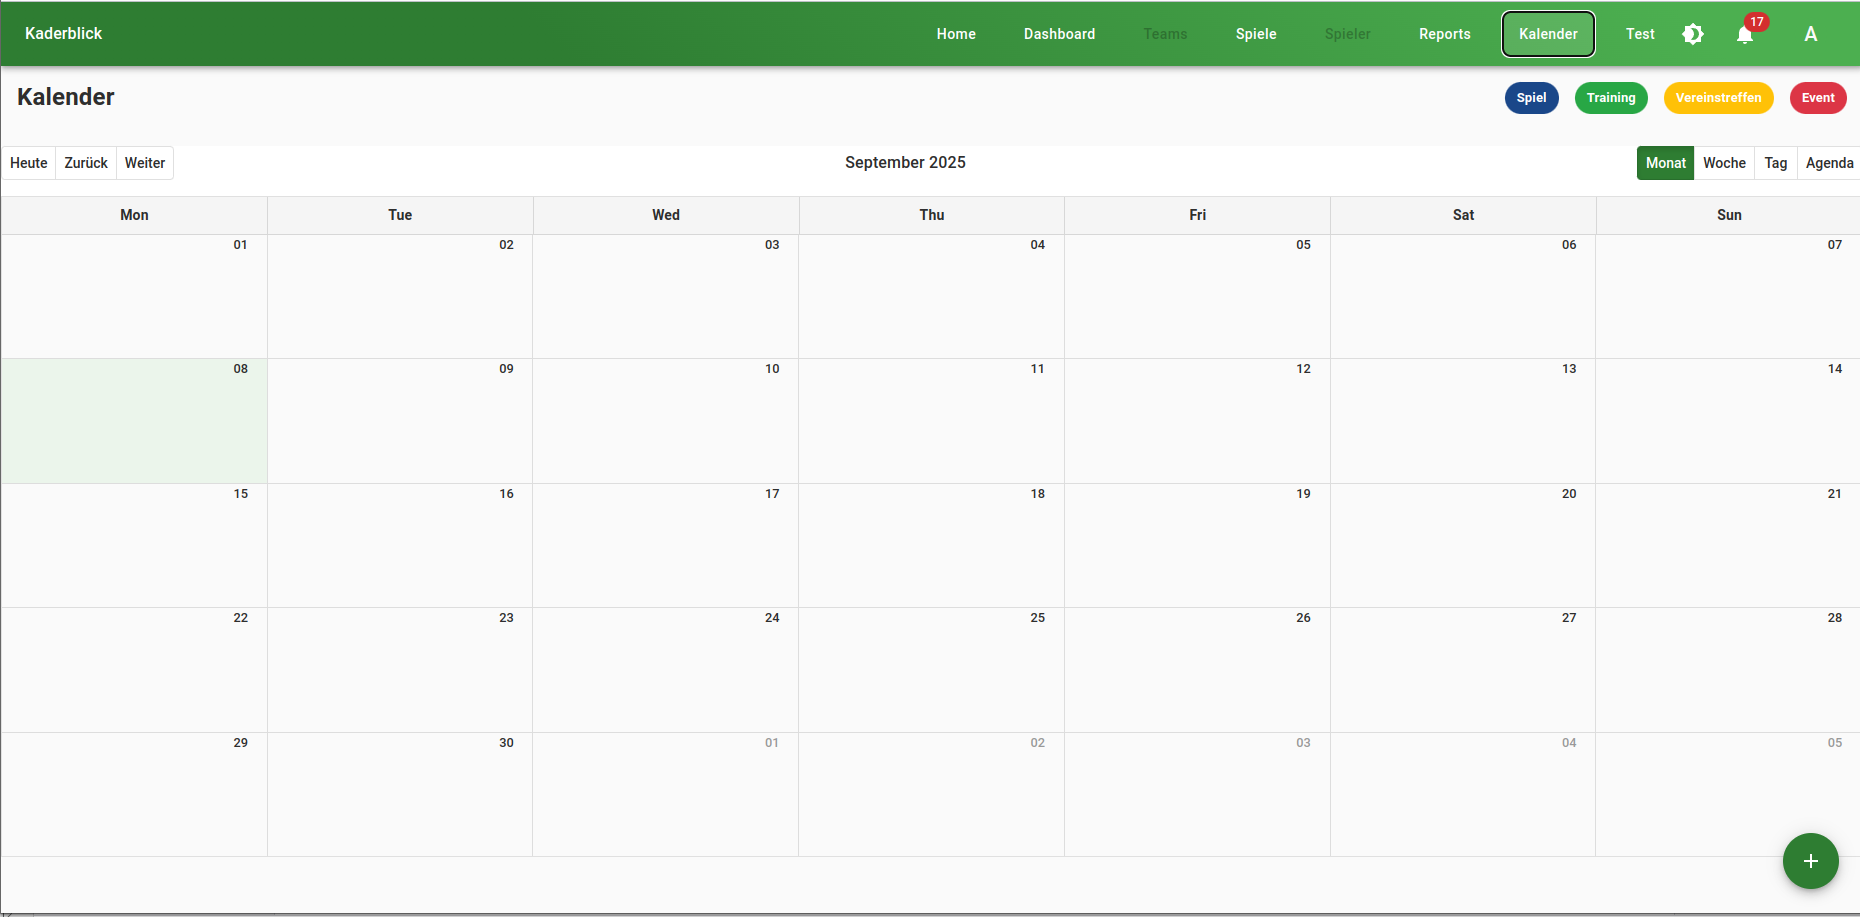 Kaderblick Home Dashboard Teams Spiele Spieler Reports Kalender Test 17 A
Kalender Spiel Training Vereinstreffen Event
Heute Zurück Weiter September 2025 Monat Woche Tag Agenda
Mon Tue Wed Thu Fri Sat Sun
01 02 03 04 05 06 07
08 09 10 11 12 13 14
15 16 17 18 19 20 21
22 23 24 25 26 27 28
29 30 01 02 03 04 05
+